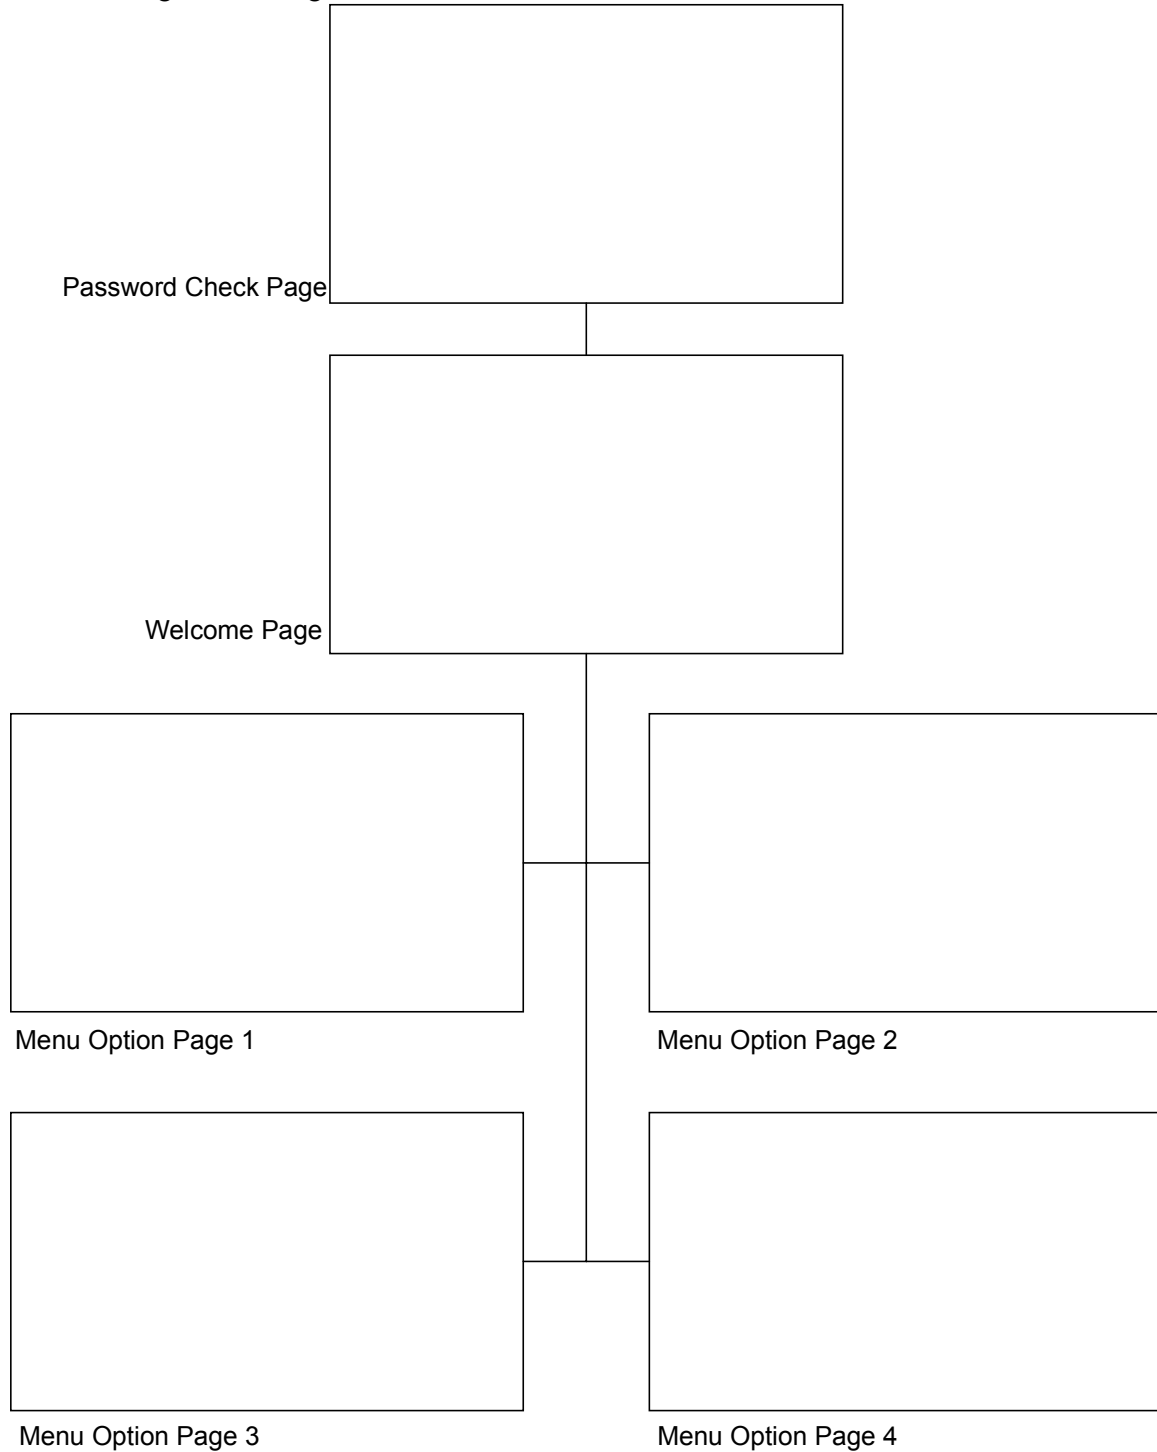 Password Check Page
Welcome Page
Menu Option Page 1
Menu Option Page 2
Menu Option Page 3
Menu Option Page 4